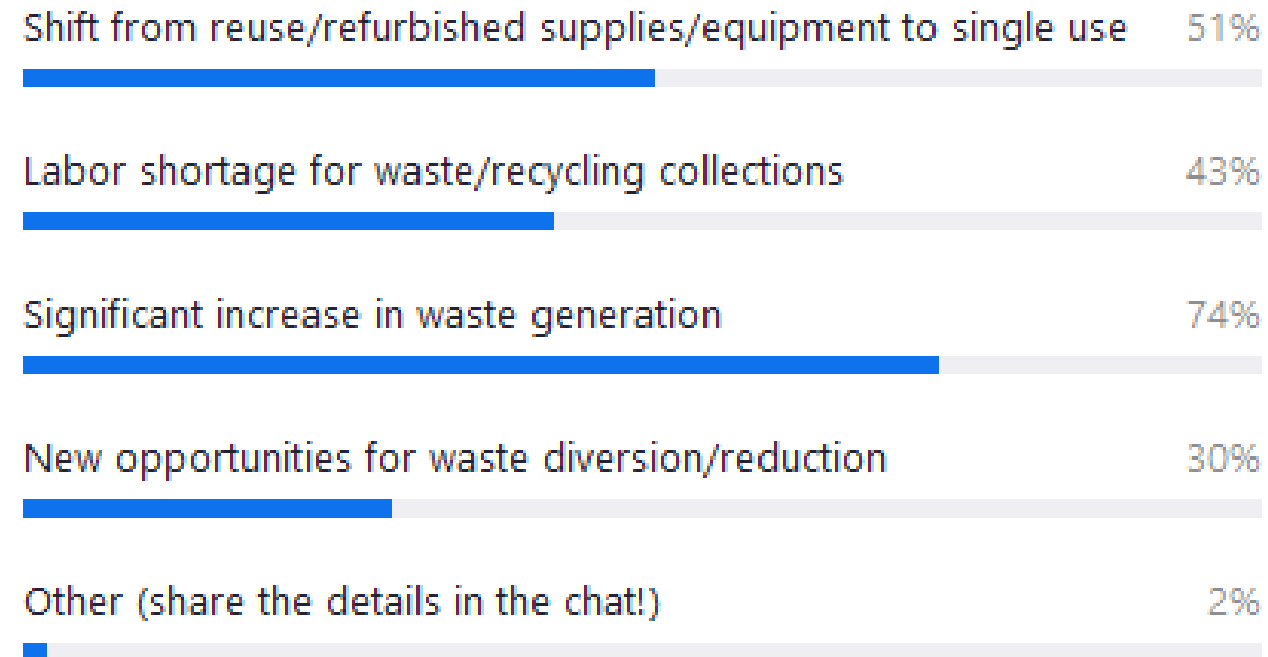 Shift from reuse/refurbished supplies/equipment to single use 51%
Labor shortage for waste/recycling collections 43%
Significant increase in waste generation 74%
New opportunities for waste diversion/reduction 30%
Other (share the details in the chat!) 2%